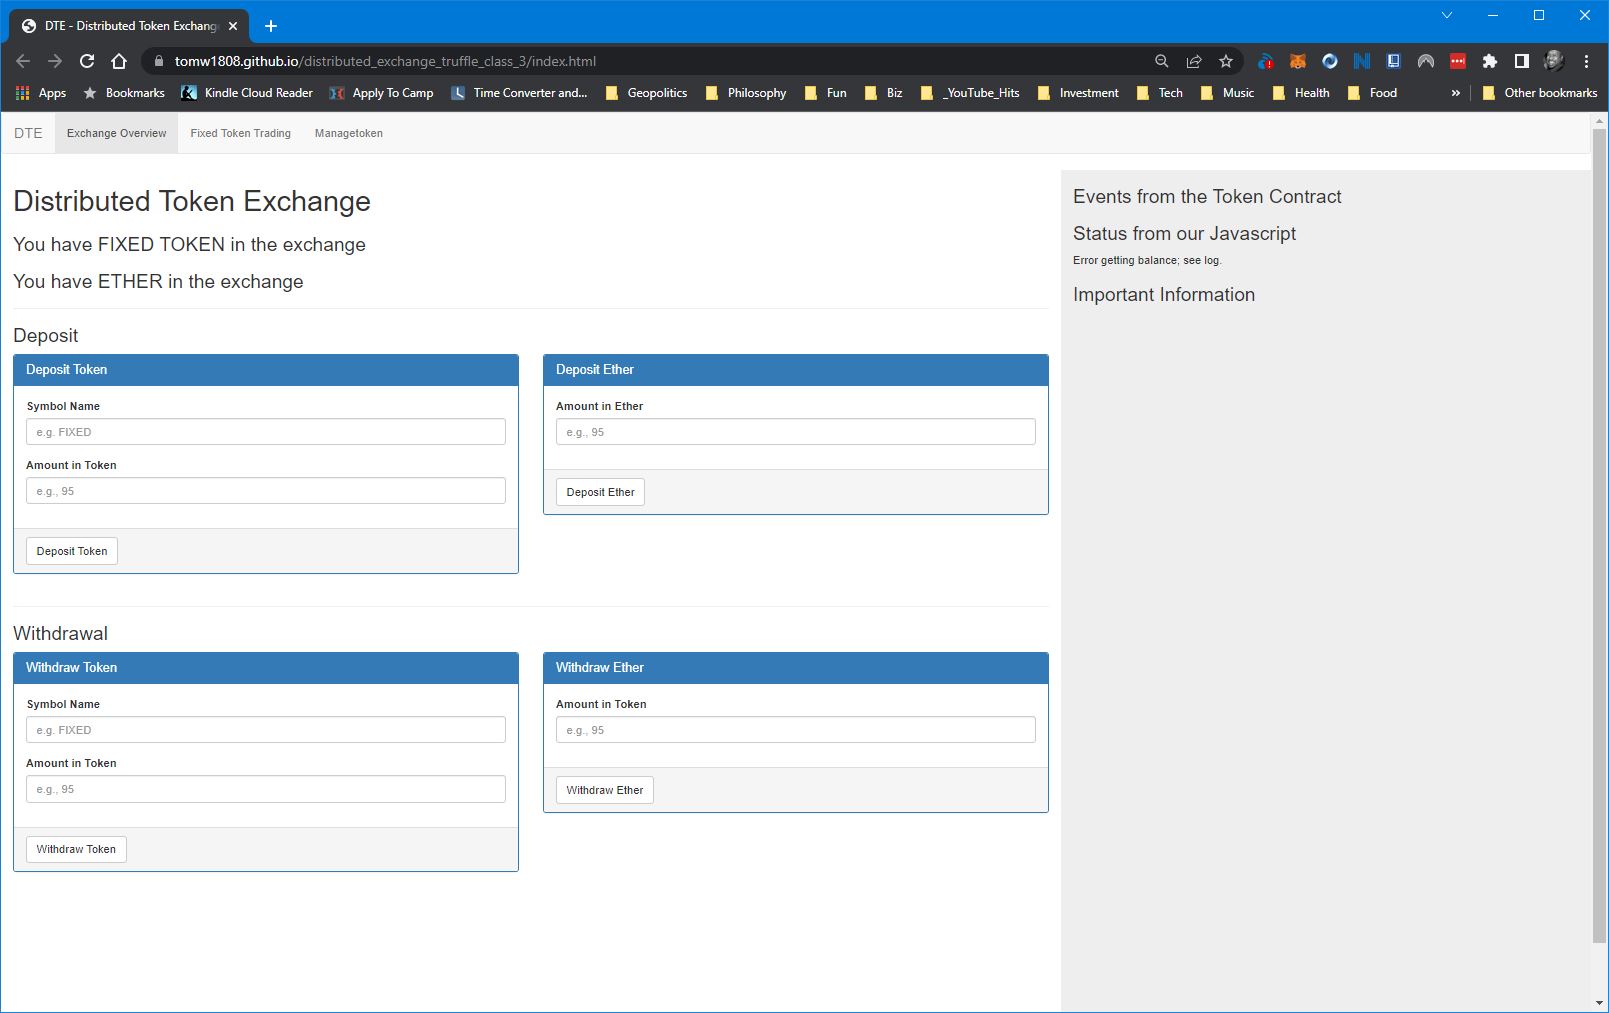 DTE - Distributed Token Exchang
tomw1808.github.io/distributed_exchange_truffle_class_3/index.html
Apps Bookmarks Kindle Cloud Reader Apply To Camp Time Converter and... Geopolitics Philosophy Fun Biz _YouTube_Hits Investment Tech Music Health Food » Other bookmarks
DTE Exchange Overview Fixed Token Trading Managetoken
Distributed Token Exchange
You have FIXED TOKEN in the exchange
You have ETHER in the exchange
Deposit
Deposit Token
Symbol Name
e.g. FIXED
Amount in Token
e.g., 95
Deposit Token
Deposit Ether
Amount in Ether
e.g., 95
Deposit Ether
Withdrawal
Withdraw Token
Symbol Name
e.g. FIXED
Amount in Token
e.g., 95
Withdraw Token
Withdraw Ether
Amount in Token
e.g., 95
Withdraw Ether
Events from the Token Contract
Status from our Javascript
Error getting balance; see log.
Important Information